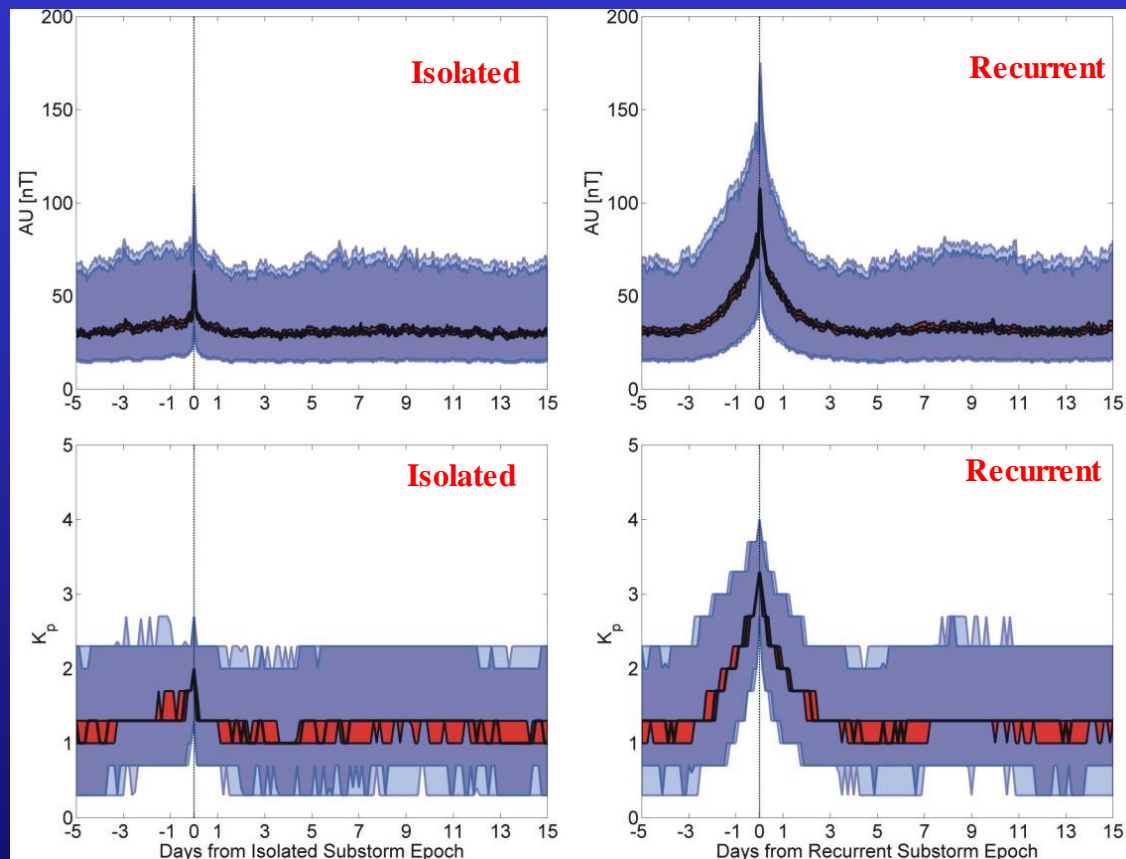 200
150
100
50
0
AU [nT]
Isolated
-5 -3 -1 0 1 3 5 7 9 11 13 15
200
150
100
50
0
AU [nT]
Recurrent
-5 -3 -1 0 1 3 5 7 9 11 13 15
5
4
3
2
1
0
Kp
Isolated
-5 -3 -1 0 1 3 5 7 9 11 13 15
Days from Isolated Substorm Epoch
5
4
3
2
1
0
Kp
Recurrent
-5 -3 -1 0 1 3 5 7 9 11 13 15
Days from Recurrent Substorm Epoch